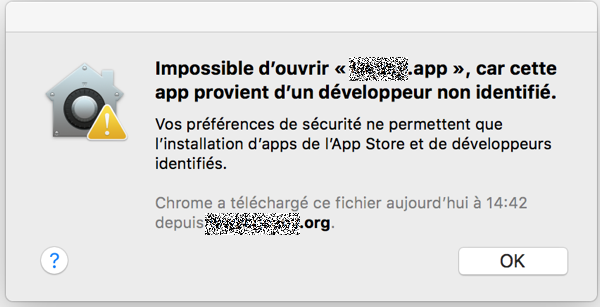 Impossible d’ouvrir « .app », car cette
app provient d’un développeur non identifié.
Vos préférences de sécurité ne permettent que
l’installation d’apps de l’App Store et de développeurs
identifiés.
Chrome a téléchargé ce fichier aujourd’hui à 14:42
depuis .org.
?
OK